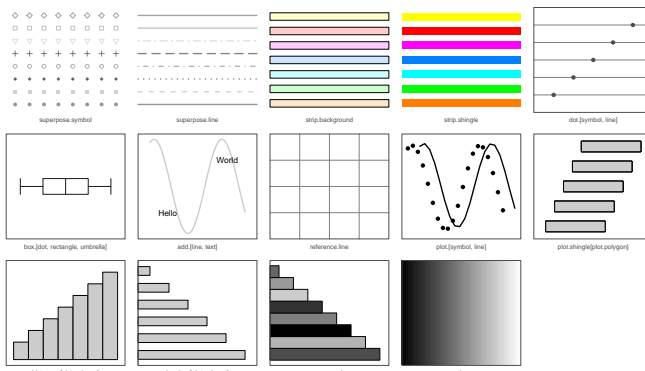 superpose.symbol
superpose.line
strip.background
strip.shingle
dot.[symbol, line]
World
Hello
box.[dot, rectangle, umbrella]
add.[line, text]
reference.line
plot.[symbol, line]
plot.shingle[plot.polygon]